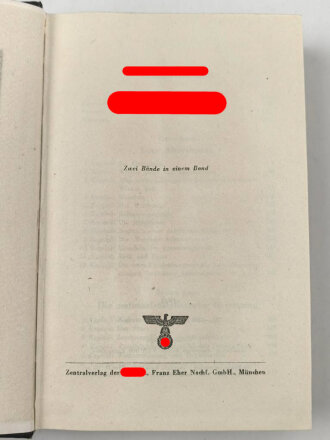 Zwei Bände in einem Band
Zentralverlag der , Franz Eher Nachf. GmbH., München